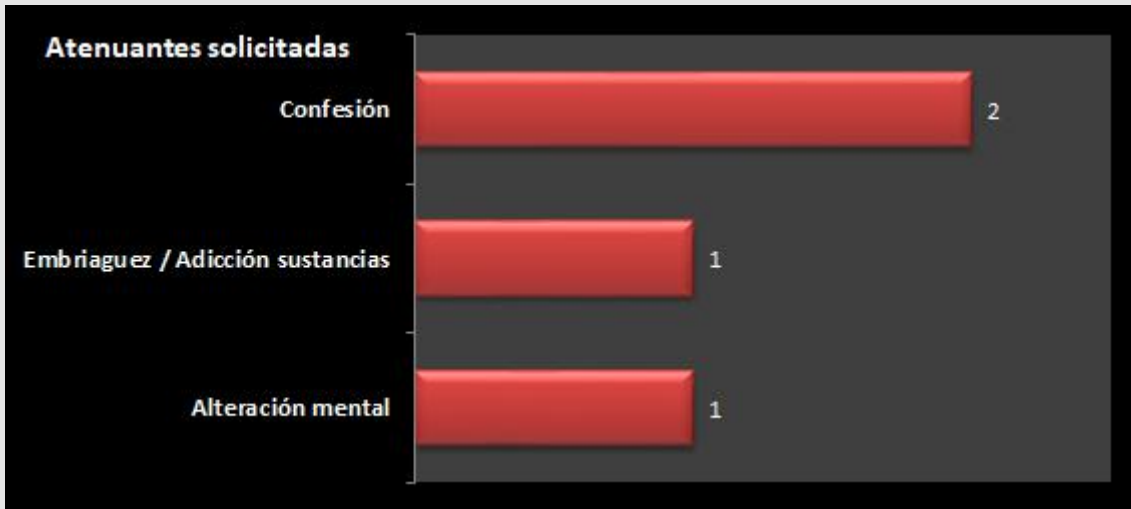 Atenuantes solicitadas
Confesión
2
Embriaguez / Adicción sustancias
1
Alteración mental
1